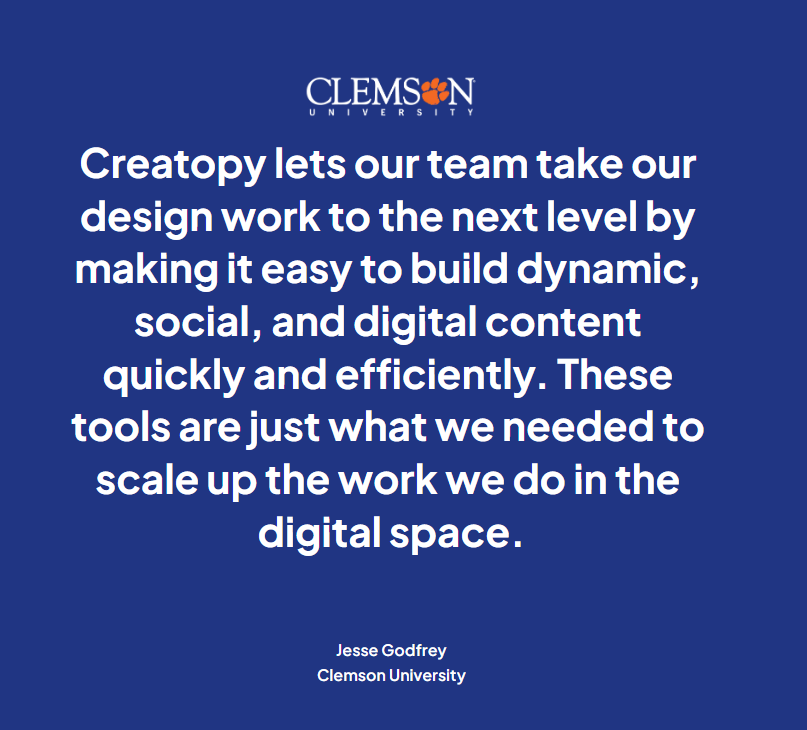 CLEMSON
UNIVERSITY
Creatopy lets our team take our
design work to the next level by
making it easy to build dynamic,
social, and digital content
quickly and efficiently. These
tools are just what we needed to
scale up the work we do in the
digital space.
Jesse Godfrey
Clemson University